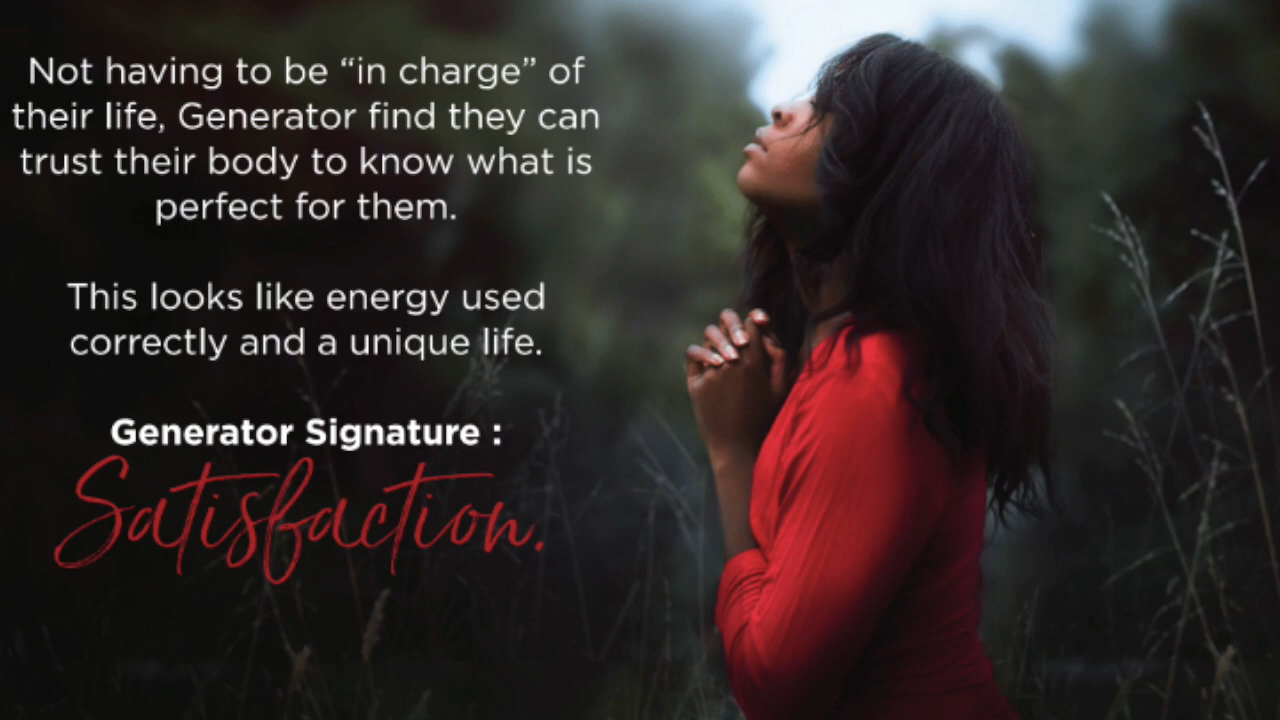 Not having to be “in charge” of
their life, Generator find they can
trust their body to know what is
perfect for them.
This looks like energy used
correctly and a unique life.
Generator Signature :
Satisfaction.